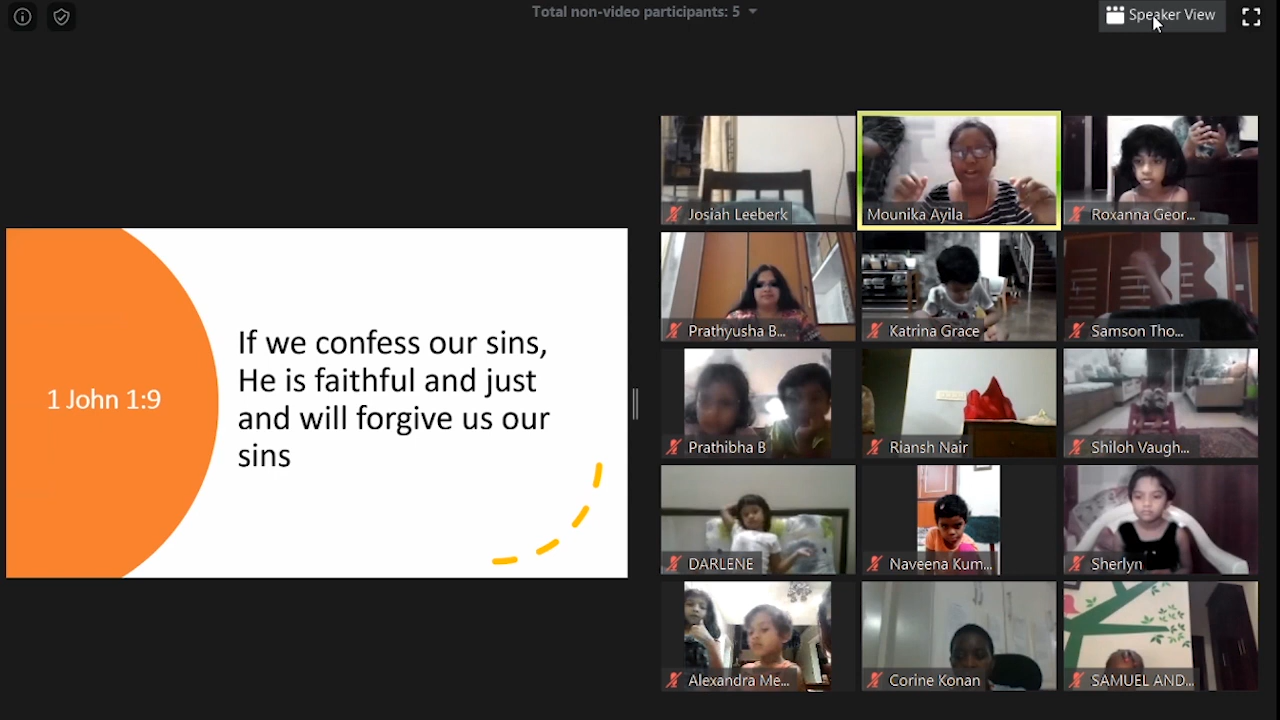 Total non-video participants: 5
Speaker View
1 John 1:9
If we confess our sins,
He is faithful and just
and will forgive us our
sins
Josiah Leeberk
Mounika Ayila
Roxanna Geor...
Prathyusha B...
Katrina Grace
Samson Tho...
Prathibha B
Riansh Nair
Shiloh Vaugh...
DARLENE
Naveena Kum...
Sherlyn
Alexandra Me...
Corine Konan
SAMUEL AND...